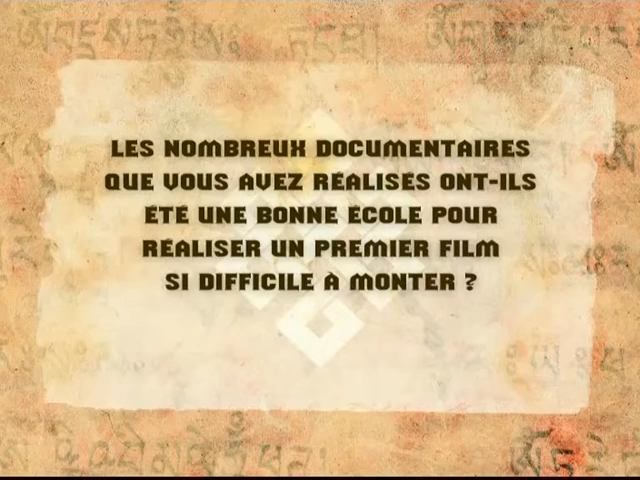 LES NOMBREUX DOCUMENTAIRES
QUE VOUS AVEZ RÉALISÉS ONT-ILS
ÉTÉ UNE BONNE ÉCOLE POUR
RÉALISER UN PREMIER FILM
SI DIFFICILE À MONTER ?